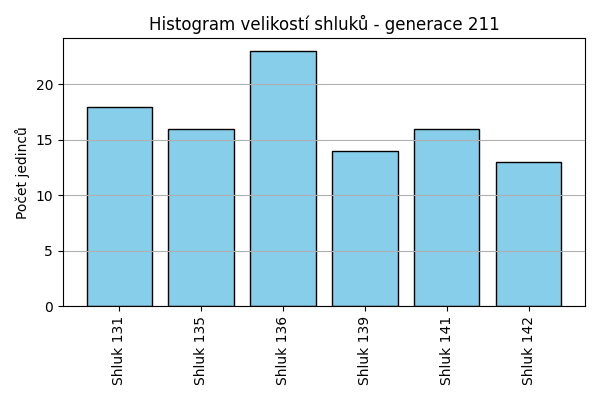 Histogram velikostí shluků - generace 211
Počet jedinců
20
15
10
5
0
Shluk 131
Shluk 135
Shluk 136
Shluk 139
Shluk 141
Shluk 142